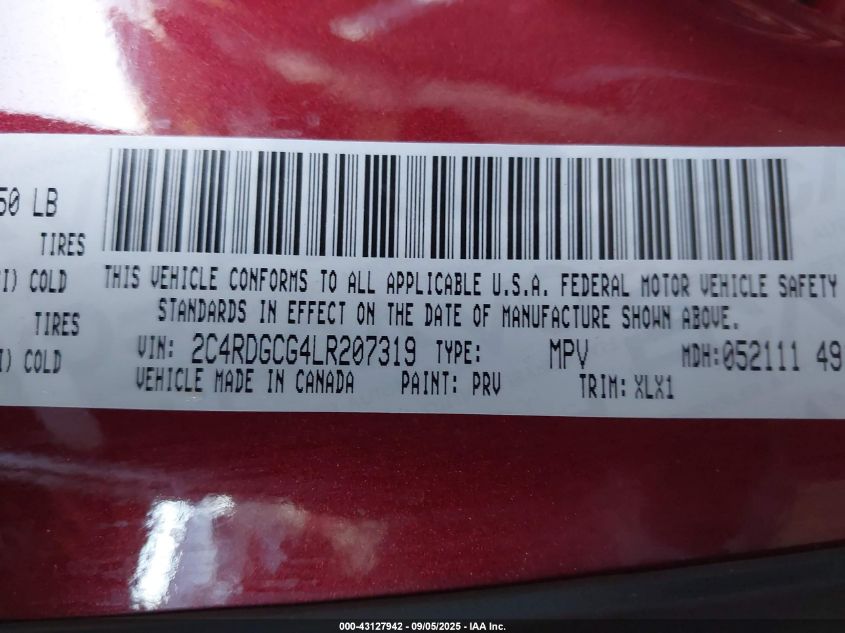 50 LB
TIRES
I) COLD
TIRES
I) COLD
THIS VEHICLE CONFORMS TO ALL APPLICABLE U.S.A. FEDERAL MOTOR VEHICLE SAFETY
STANDARDS IN EFFECT ON THE DATE OF MANUFACTURE SHOWN ABOVE.
VIN: 2C4RDGCG4LR207319 TYPE: MPV MDH:052111 49
VEHICLE MADE IN CANADA PAINT: PRV TRIM: XLX1
000-43127942 - 09/05/2025 - IAA Inc.